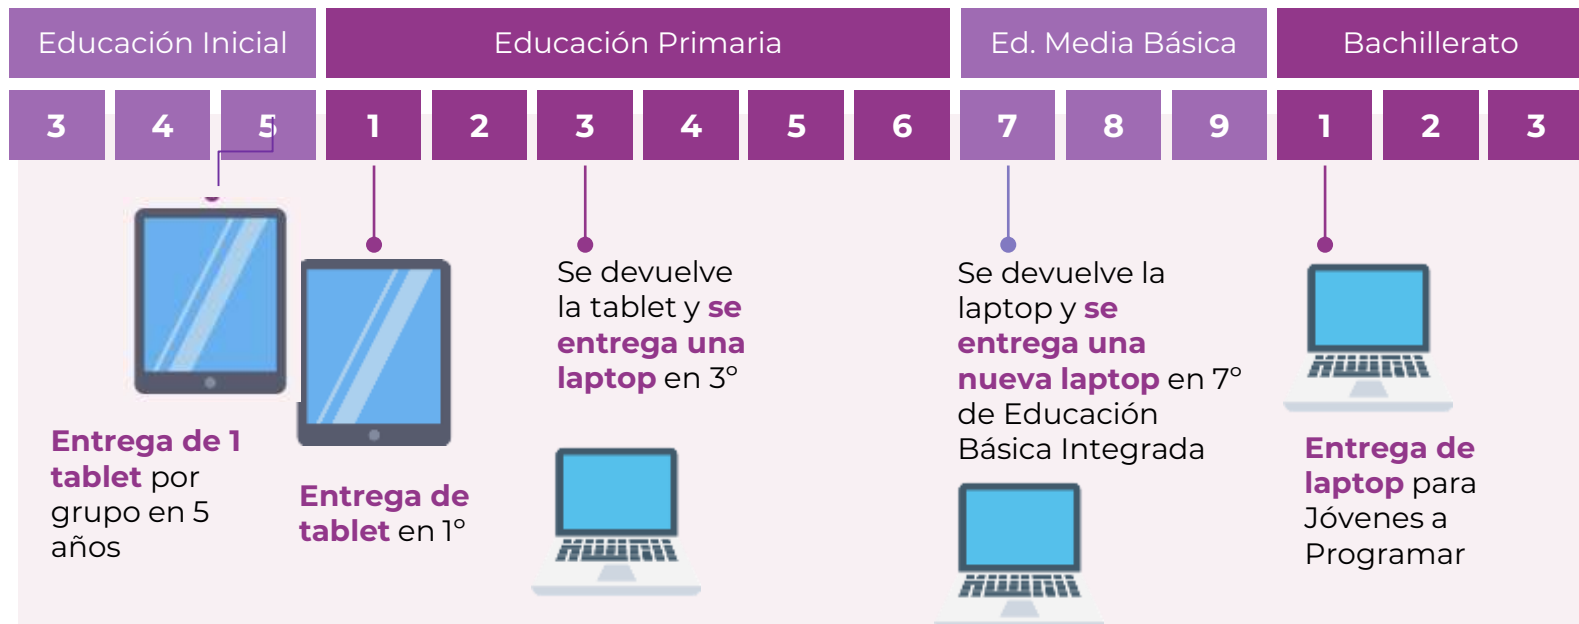 Educación Inicial
Educación Primaria
Ed. Media Básica
Bachillerato
3 4 5 1 2 3 4 5 6 7 8 9 1 2 3
Entrega de 1
tablet por
grupo en 5
años
Entrega de
tablet en 1º
Se devuelve
la tablet y se
entrega una
laptop en 3º
Se devuelve la
laptop y se
entrega una
nueva laptop en 7º
de Educación
Básica Integrada
Entrega de
laptop para
Jóvenes a
Programar